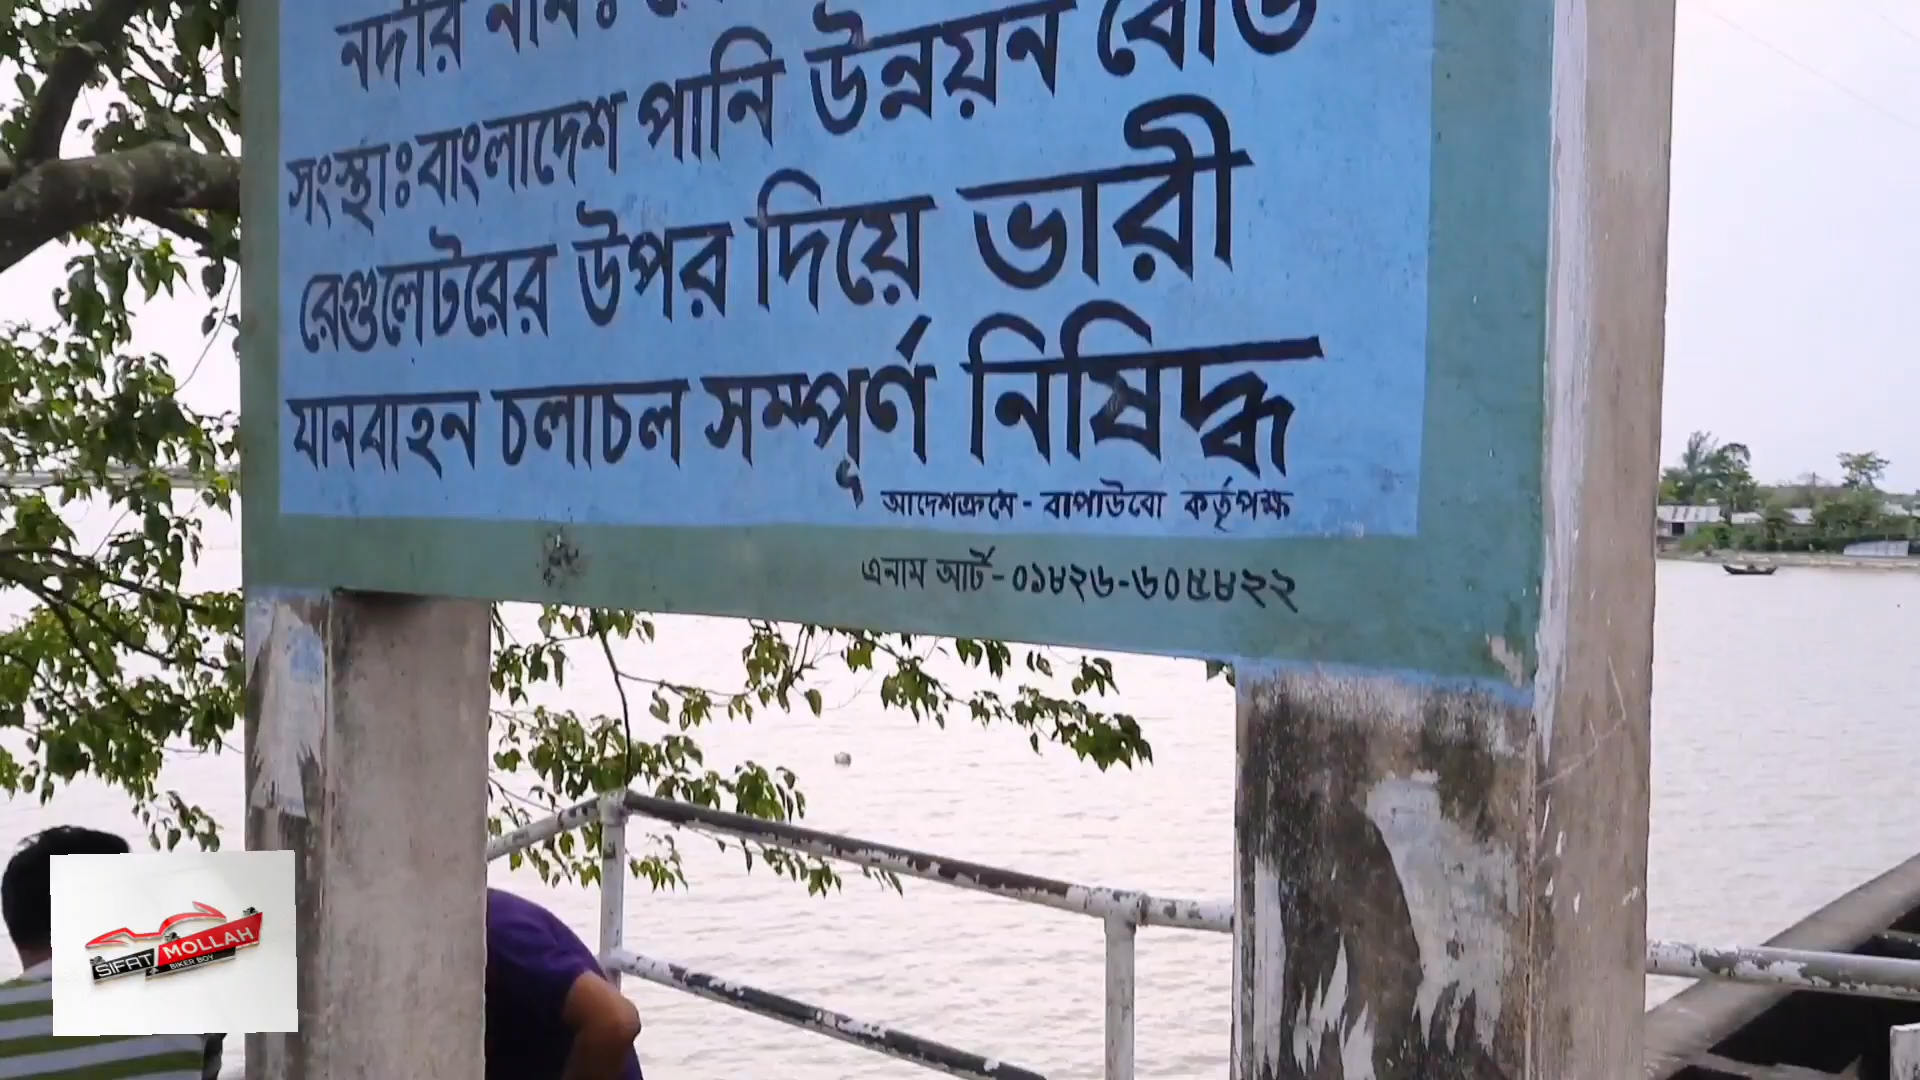 নদীর নাম ঃ
সংস্থাঃ বাংলাদেশ পানি উন্নয়ন বোর্ড
রেগুলেটরের উপর দিয়ে ভারী
যানবাহন চলাচল সম্পূর্ণ নিষিদ্ধ
আদেশক্রমে - বাপাউবো কর্তৃপক্ষ
এনাম আর্ট - ০১৮২৬-৬০৫৮২২
SIFAT MOLLAH
BIKER BOY